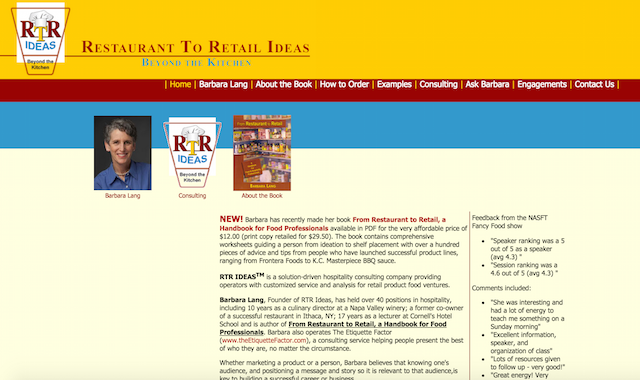 RTR
IDEAS
Beyond the
Kitchen
RESTAURANT TO RETAIL IDEAS
BEYOND THE KITCHEN
| Home | Barbara Lang | About the Book | How to Order | Examples | Consulting | Ask Barbara | Engagements | Contact Us |
RTR
IDEAS
Beyond the
Kitchen
From Restaurant to Retail
BARBARA LANG
Barbara Lang
Consulting
About the Book
NEW! Barbara has recently made her book From Restaurant to Retail, a
Handbook for Food Professionals available in PDF for the very affordable price of
$12.00 (print copy retailed for $29.50). The book contains comprehensive
worksheets guiding a person from ideation to shelf placement with over a hundred
pieces of advice and tips from people who have launched successful product lines,
ranging from Frontera Foods to K.C. Masterpiece BBQ sauce.
RTR IDEAS™ is a solution-driven hospitality consulting company providing
operators with customized service and analysis for retail product food ventures.
Barbara Lang, Founder of RTR Ideas, has held over 40 positions in hospitality,
including 10 years as a culinary director at a Napa Valley winery; a former co-owner
of a successful restaurant in Ithaca, NY; 17 years as a lecturer at Cornell's Hotel
School and is author of From Restaurant to Retail, a Handbook for Food
Professionals. Barbara also operates The Etiquette Factor
(www.theEtiquetteFactor.com), a consulting service helping people present the best
of who they are, no matter the circumstance.
Whether marketing a product or a person, Barbara believes that knowing one's
audience, and positioning a message and story so it is relevant to that audience,is
key to building a successful career or business.
Feedback from the NASFT
Fancy Food show
• "Speaker ranking was a 5
out of 5 as a speaker
(avg 4.3) "
• "Session ranking was a
4.6 out of 5 (avg 4.3) "
Comments included:
• "She was interesting and
had a lot of energy to
teach me something on a
Sunday morning"
• "Excellent information,
speaker, and
organization of class"
• "Lots of resources given
to follow up - very good!"
• "Great energy! Very